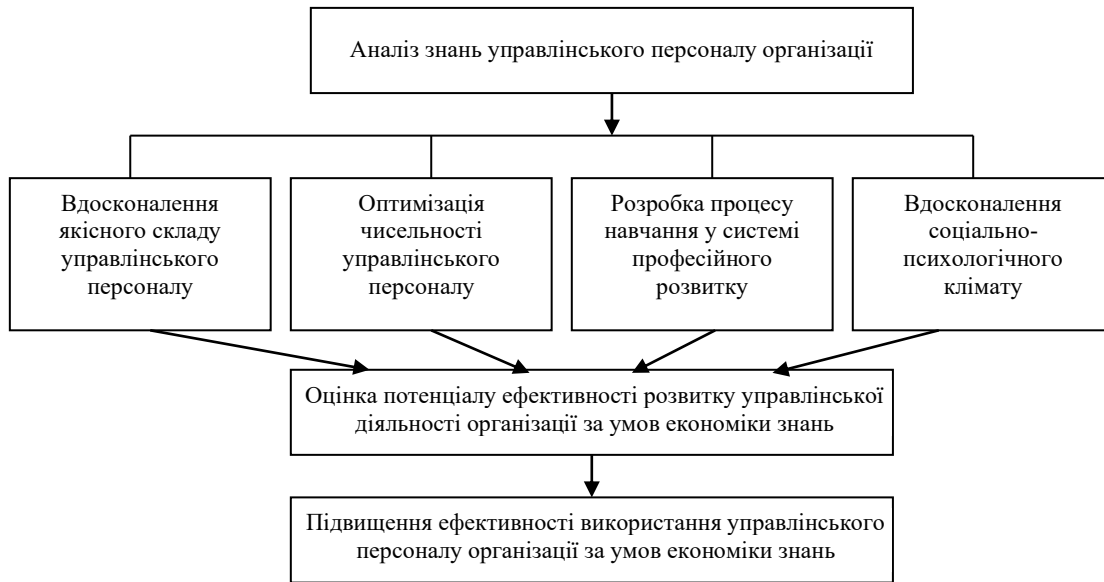 Аналіз знань управлінського персоналу організації
Вдосконалення
якісного складу
управлінського
персоналу
Оптимізація
чисельності
управлінського
персоналу
Розробка процесу
навчання у системі
професійного
розвитку
Вдосконалення
соціально-
психологічного
клімату
Оцінка потенціалу ефективності розвитку управлінської
діяльності організації за умов економіки знань
Підвищення ефективності використання управлінського
персоналу організації за умов економіки знань